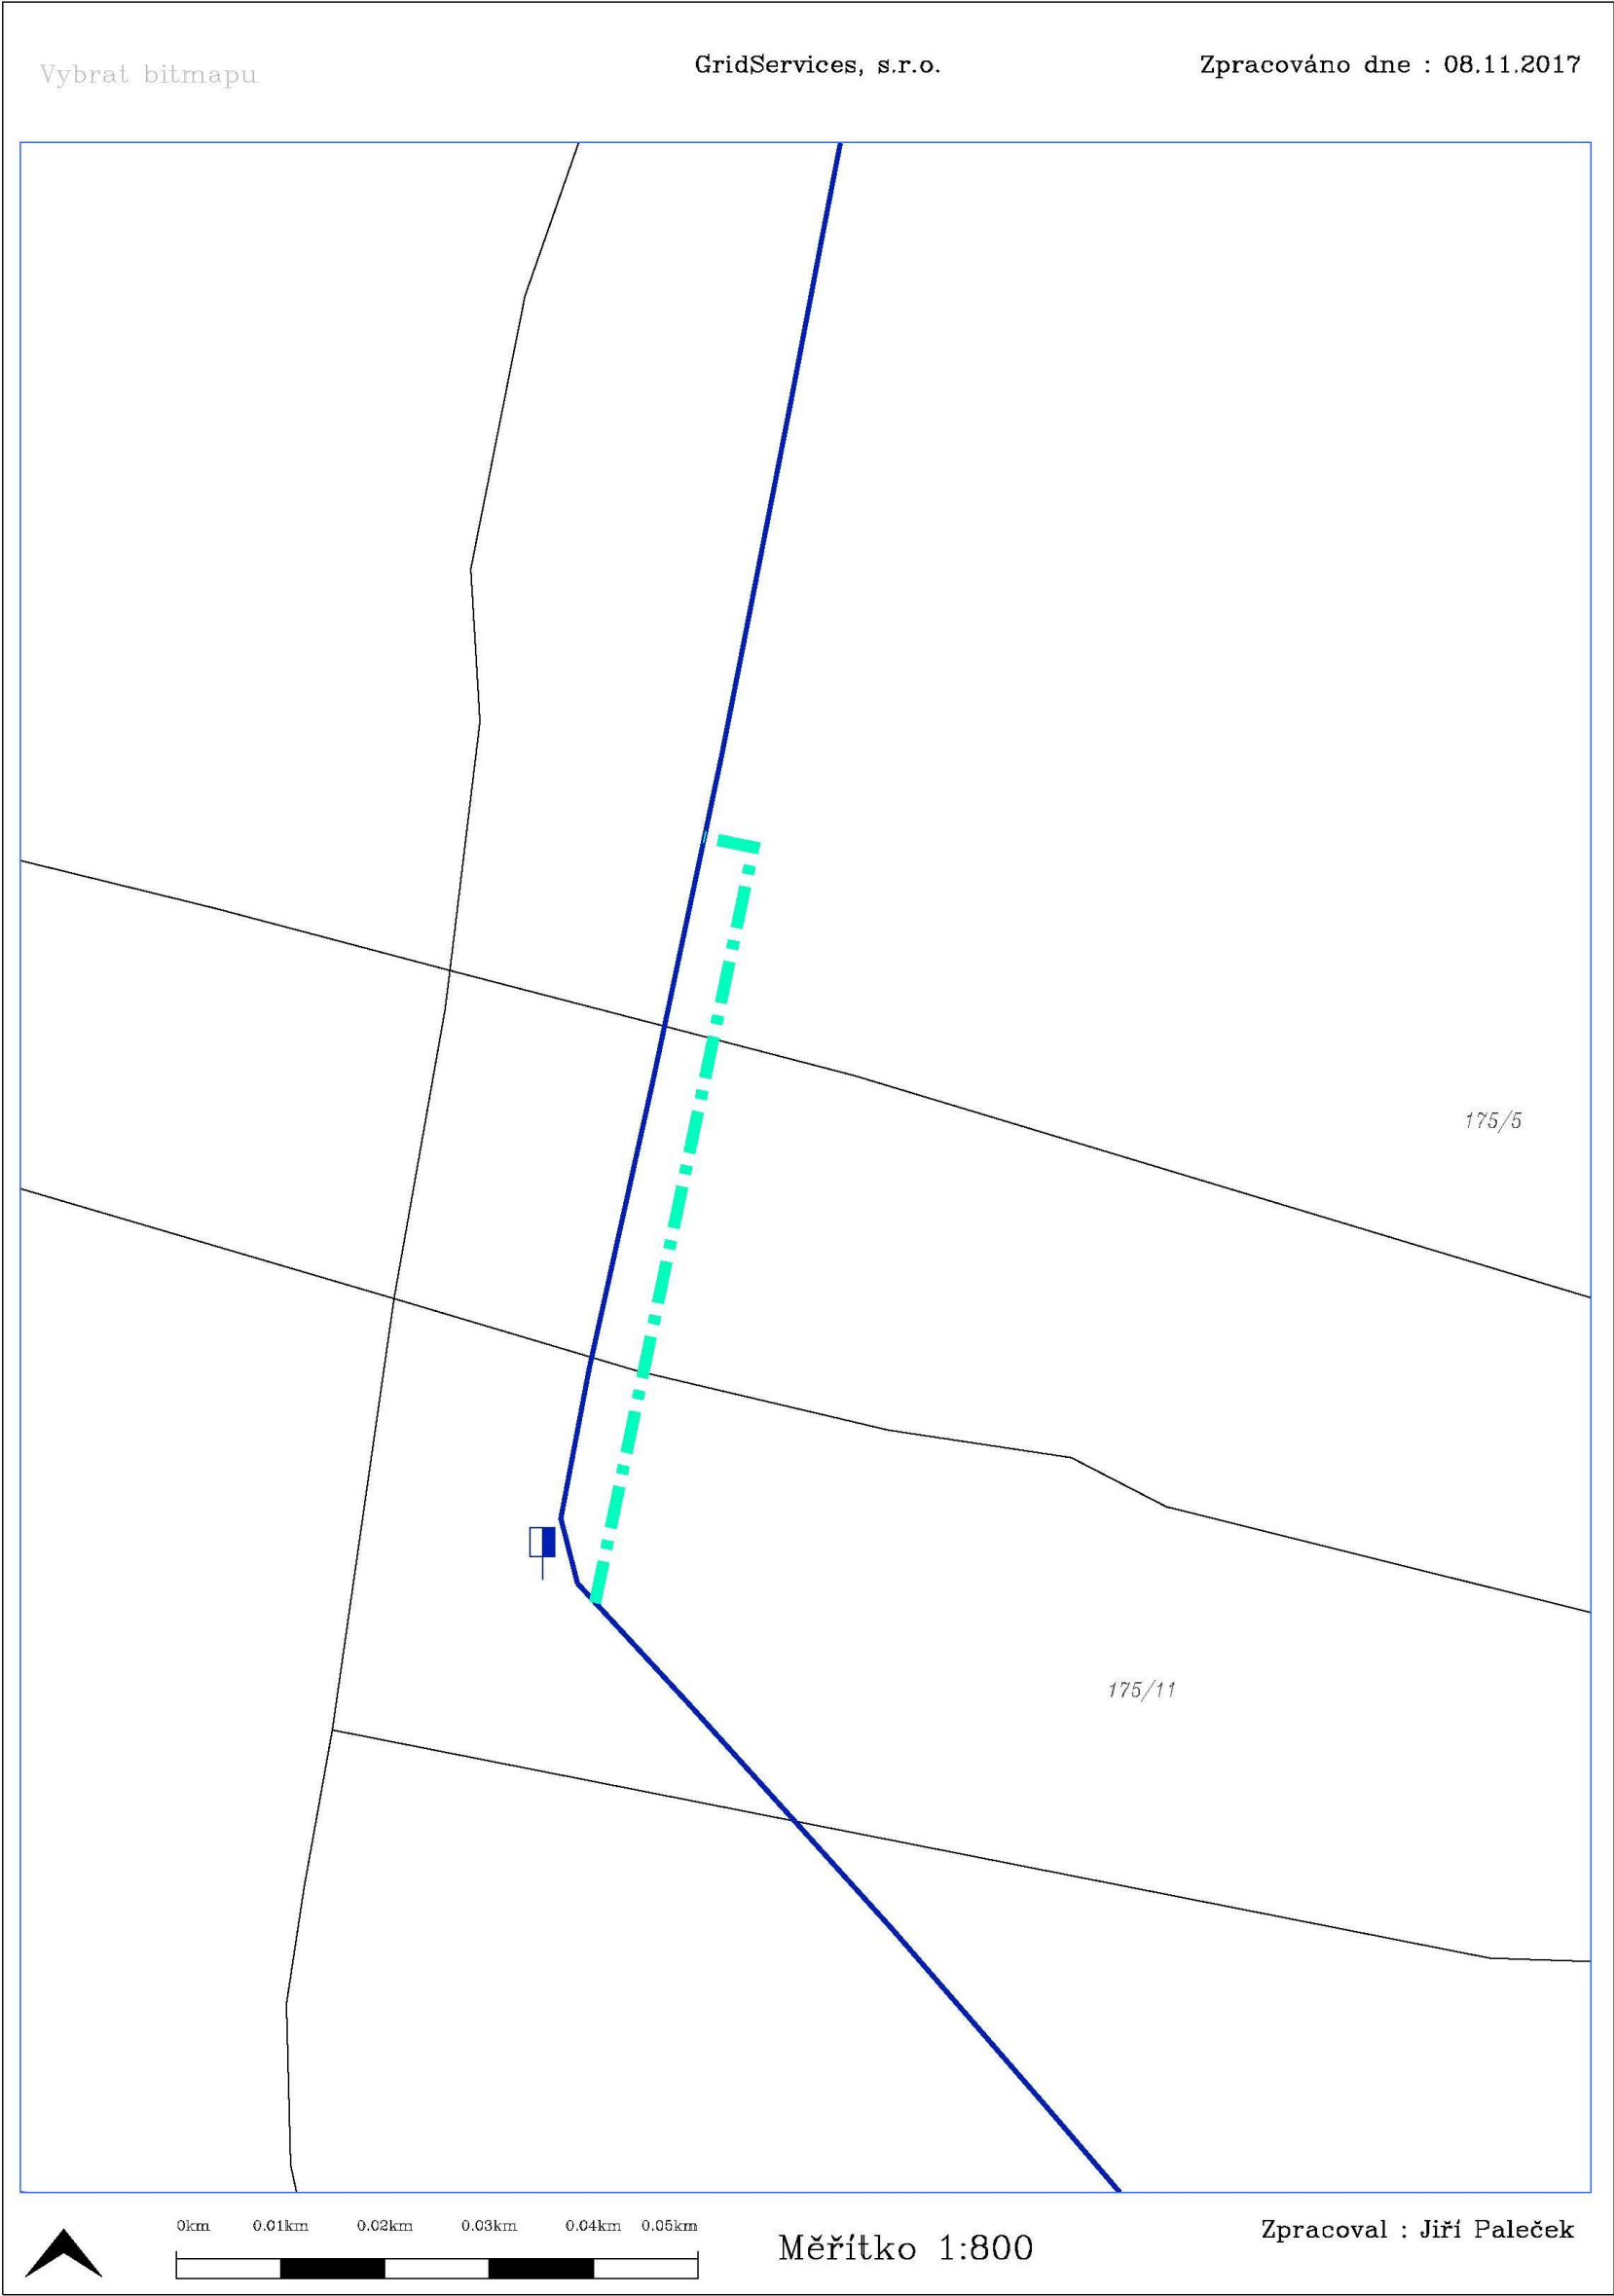 Vybrat bitmapu
GridServices, s.r.o.
Zpracováno dne : 08.11.2017
175/5
175/11
0km 0.01km 0.02km 0.03km 0.04km 0.05km
Měřítko 1:800
Zpracoval : Jiří Paleček